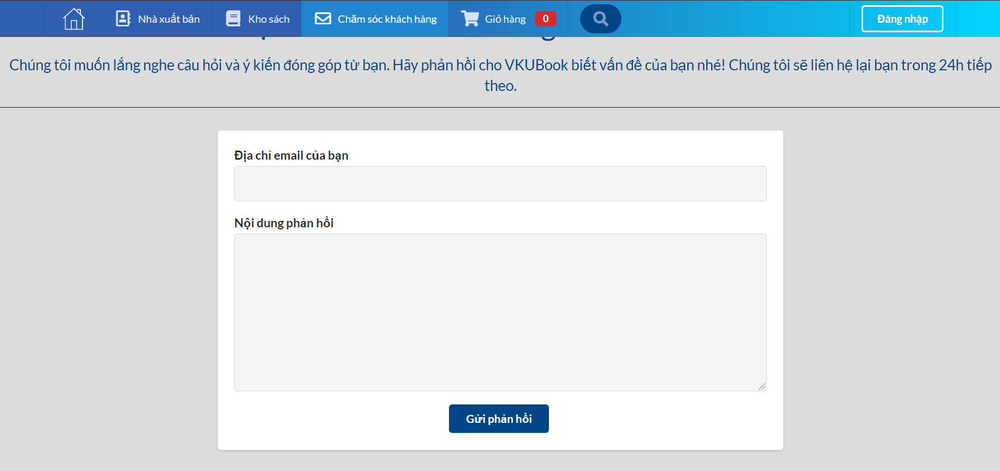 Nhà xuất bản Kho sách Chăm sóc khách hàng Giỏ hàng 0 Đăng nhập
Chúng tôi muốn lắng nghe câu hỏi và ý kiến đóng góp từ bạn. Hãy phản hồi cho VKUBook biết vấn đề của bạn nhé! Chúng tôi sẽ liên hệ lại bạn trong 24h tiếp
theo.
Địa chỉ email của bạn
Nội dung phản hồi
Gửi phản hồi